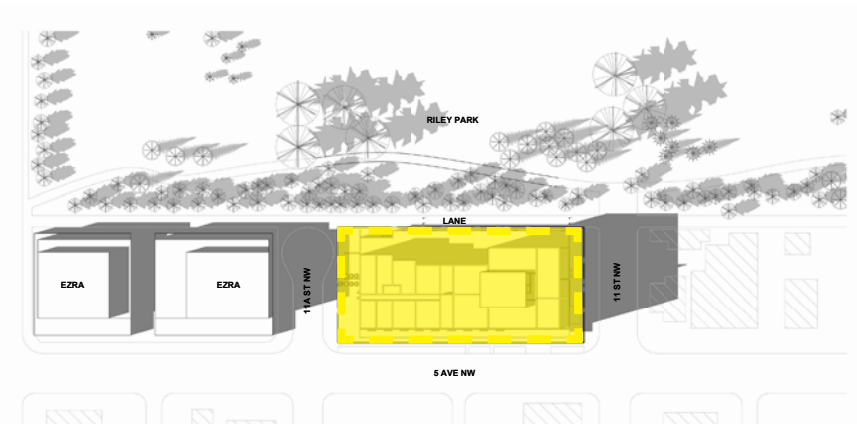 RILEY PARK
LANE
EZRA
EZRA
11A ST NW
11 ST NW
5 AVE NW